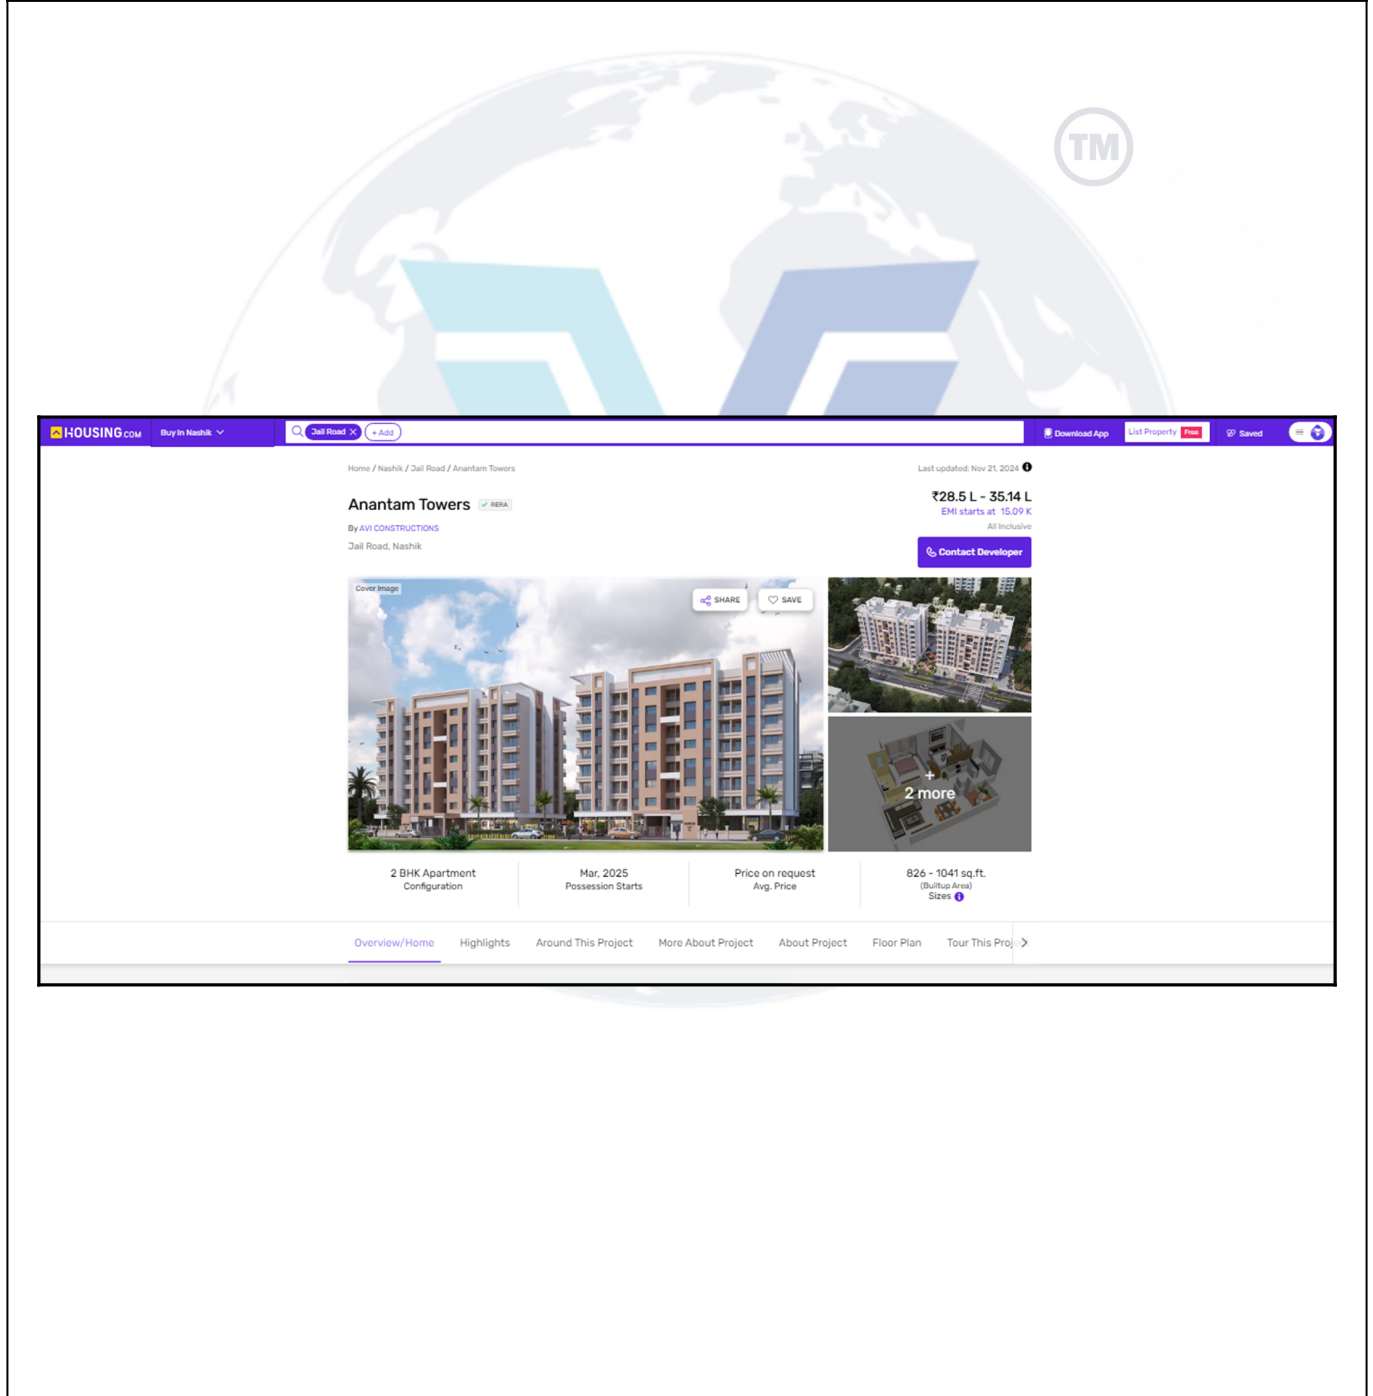 TM
HOUSING.COM Buy in Nashik Jail Road + Add Download App List Property Free Saved
Home / Nashik / Jail Road / Anantam Towers Last updated: Nov 21, 2024
Anantam Towers RERA ₹28.5 L - 35.14 L
EMI starts at 15.09 K
By AVI CONSTRUCTIONS All Inclusive
Jail Road, Nashik Contact Developer
Cover Image SHARE SAVE
+
2 more
2 BHK Apartment Mar, 2025 Price on request 826 - 1041 sq.ft.
Configuration Possession Starts Avg. Price (Builtup Area)
Sizes
Overview/Home Highlights Around This Project More About Project About Project Floor Plan Tour This Proj